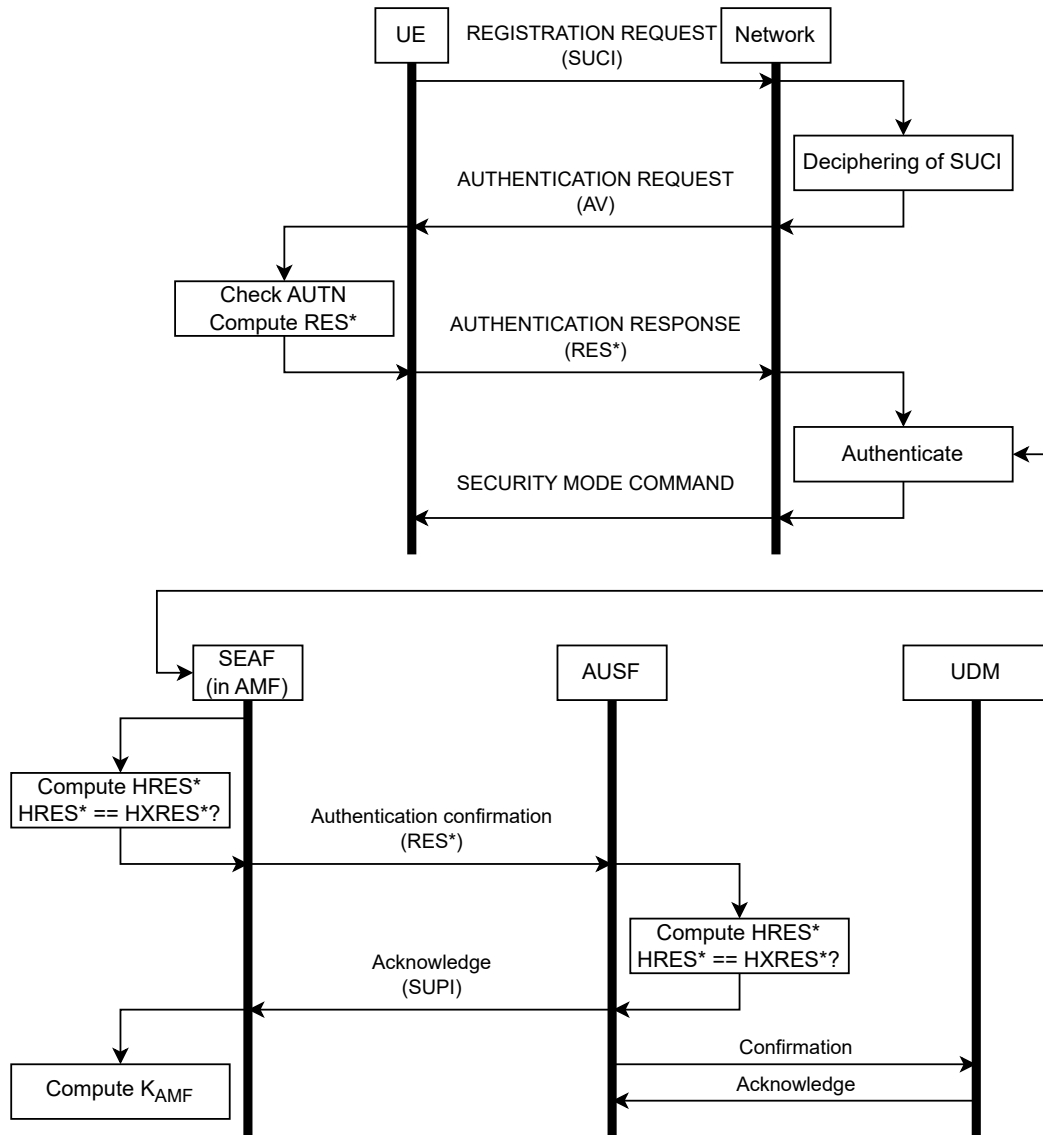 UE
REGISTRATION REQUEST
(SUCI)
Network
Deciphering of SUCI
AUTHENTICATION REQUEST
(AV)
Check AUTN
Compute RES*
AUTHENTICATION RESPONSE
(RES*)
Authenticate
SECURITY MODE COMMAND
SEAF
(in AMF)
AUSF
UDM
Compute HRES*
HRES* == HXRES*?
Authentication confirmation
(RES*)
Compute HRES*
HRES* == HXRES*?
Acknowledge
(SUPI)
Confirmation
Compute KAMF
Acknowledge